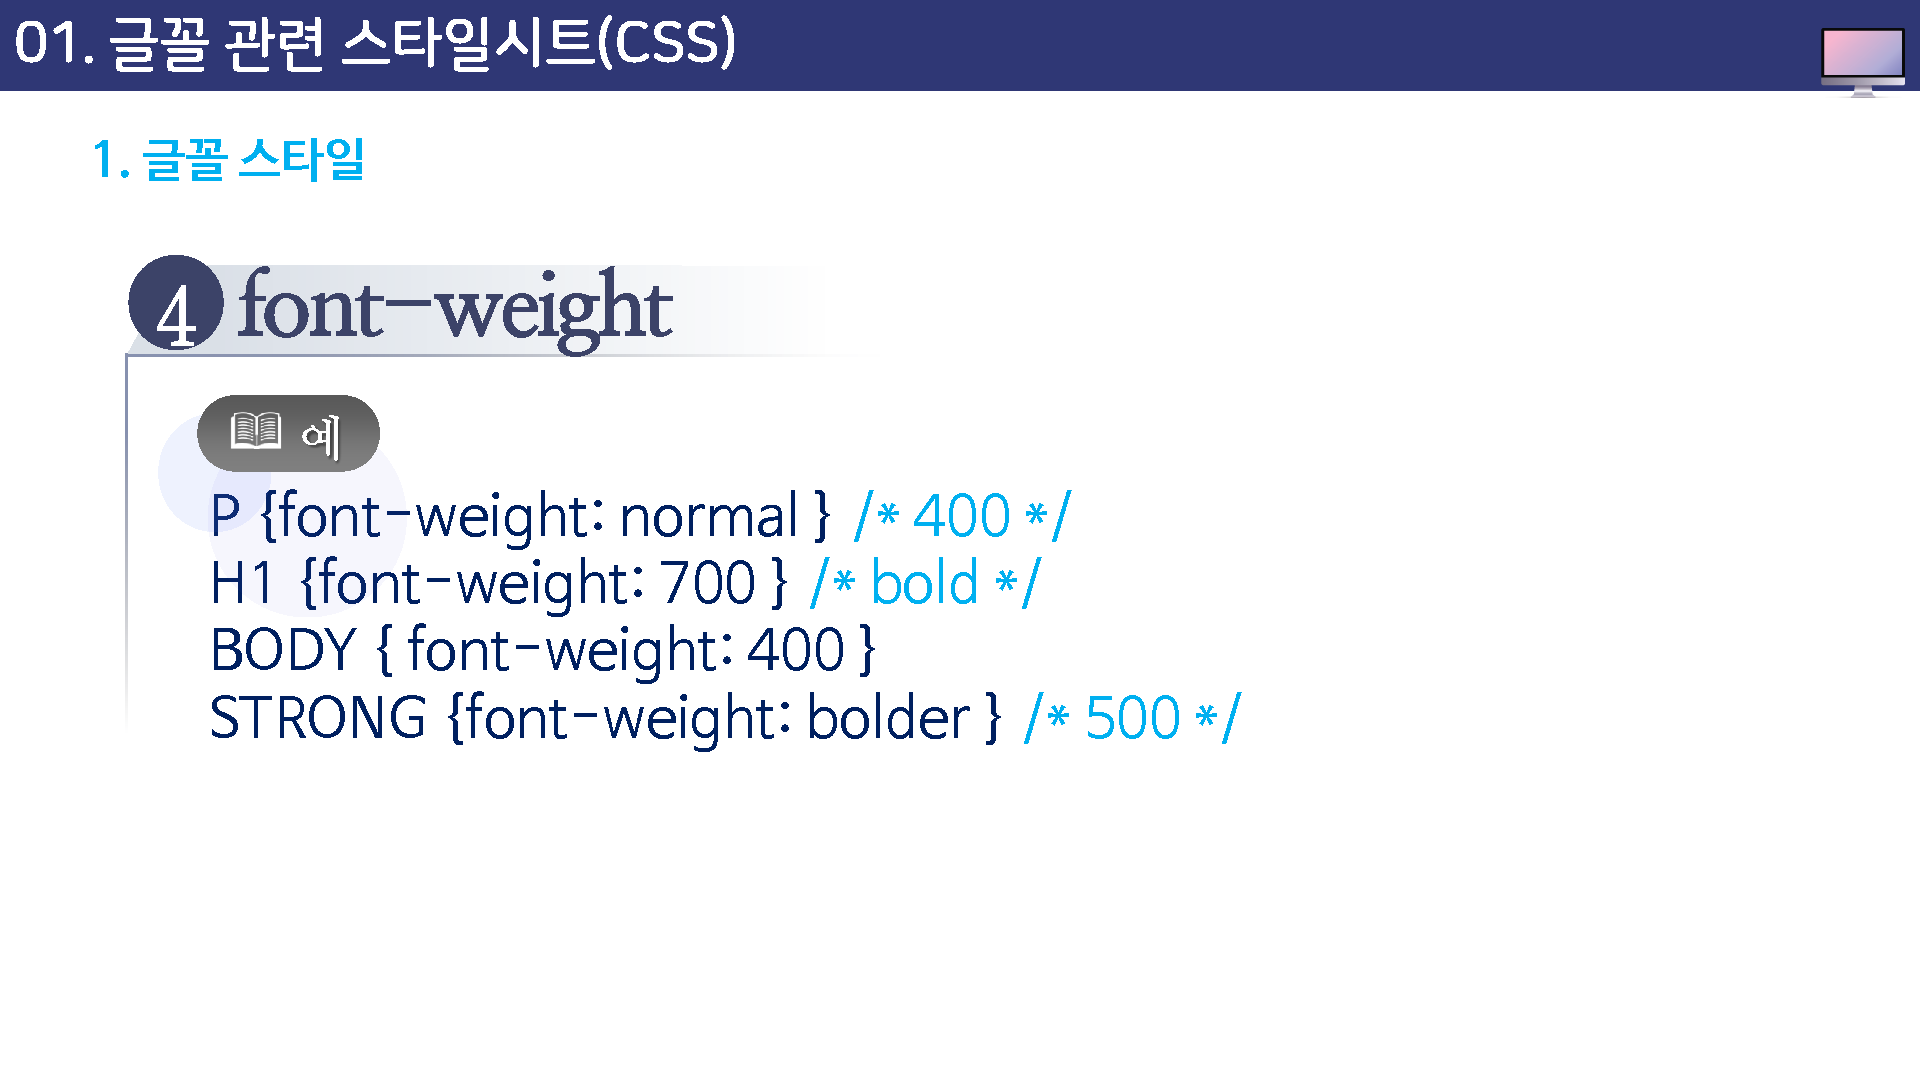 01. 글꼴 관련 스타일시트(CSS)
1. 글꼴 스타일
4 font-weight
예
P {font-weight: normal } /* 400 */
H1 {font-weight: 700 } /* bold */
BODY { font-weight: 400 }
STRONG {font-weight: bolder } /* 500 */